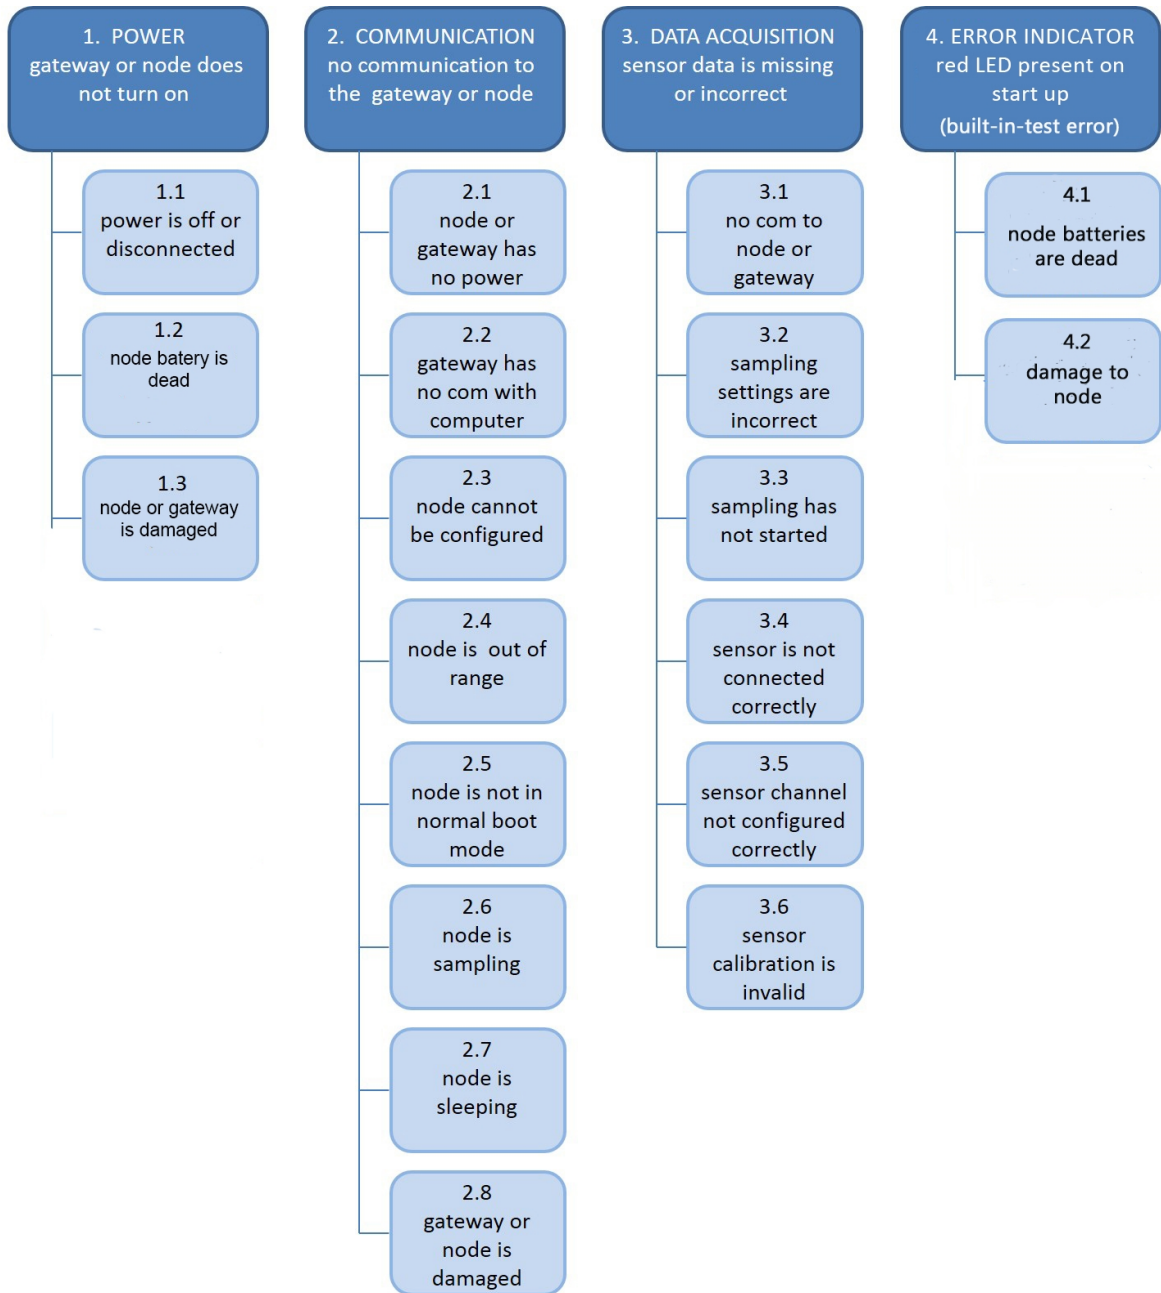 1.  POWER
gateway or node does
not turn on
1.1
power is off or
disconnected
1.2
node batery is
dead
1.3
node or gateway
is damaged
2.  COMMUNICATION
no communication to
the  gateway or node
2.1
node or
gateway has
no power
2.2
gateway has
no com with
computer
2.3
node cannot
be configured
2.4
node is  out of
range
2.5
node is not in
normal boot
mode
2.6
node is
sampling
2.7
node is
sleeping
2.8
gateway or
node is
damaged
3.  DATA ACQUISITION
sensor data is missing
or incorrect
3.1
no com to
node or
gateway
3.2
sampling
settings are
incorrect
3.3
sampling has
not started
3.4
sensor is not
connected
correctly
3.5
sensor channel
not configured
correctly
3.6
sensor
calibration is
invalid
4. ERROR INDICATOR
red LED present on
start up
(built-in-test error)
4.1
node batteries
are dead
4.2
damage to
node